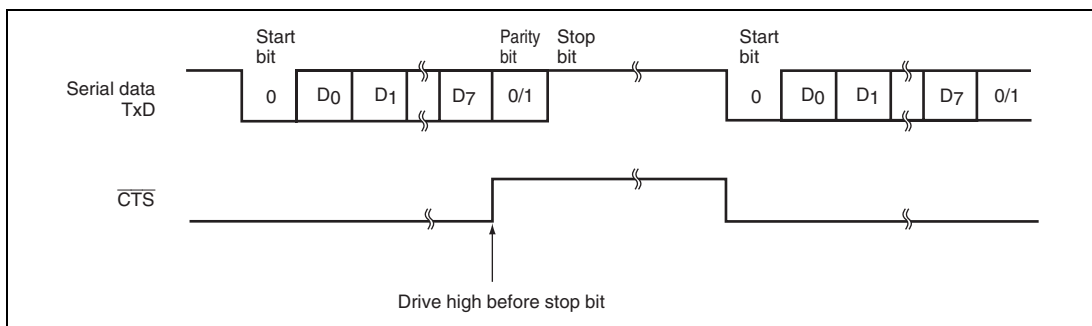 Start bit
Parity bit
Stop bit
Start bit
Serial data TxD
0 D0 D1 D7 0/1 0 D0 D1 D7 0/1
CTS
Drive high before stop bit